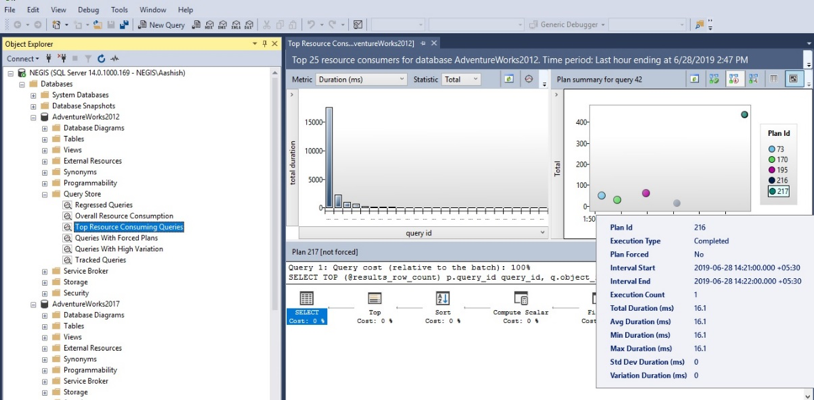 File Edit View Debug Tools Window Help
New Query
Generic Debugger
Object Explorer
Connect
NEGIS (SQL Server 14.0.1000.169 - NEGIS\Aashish)
Databases
System Databases
Database Snapshots
AdventureWorks2012
Database Diagrams
Tables
Views
External Resources
Synonyms
Programmability
Query Store
Regressed Queries
Overall Resource Consumption
Top Resource Consuming Queries
Queries With Forced Plans
Queries With High Variation
Tracked Queries
Service Broker
Storage
Security
AdventureWorks2017
Database Diagrams
Tables
Views
External Resources
Synonyms
Programmability
Service Broker
Storage
Top Resource Cons...ventureWorks2012]
Top 25 resource consumers for database AdventureWorks2012. Time period: Last hour ending at 6/28/2019 2:47 PM
Metric Duration (ms) Statistic Total
total duration
15000
10000
5000
0
query id
Plan summary for query 42
Total
400
300
200
100
0
1:50
Plan Id
73
170
195
216
217
Plan Id 216
Execution Type Completed
Plan Forced No
Interval Start 2019-06-28 14:21:00.000 +05:30
Interval End 2019-06-28 14:22:00.000 +05:30
Execution Count 1
Total Duration (ms) 16.1
Avg Duration (ms) 16.1
Min Duration (ms) 16.1
Max Duration (ms) 16.1
Std Dev Duration (ms) 0
Variation Duration (ms) 0
Plan 217 [not forced]
Query 1: Query cost (relative to the batch): 100%
SELECT TOP (@results_row_count) p.query_id query_id, q.object_
SELECT Top Sort Compute Scalar Fi
Cost: 0 % Cost: 0 % Cost: 0 % Cost: 0 % Cos